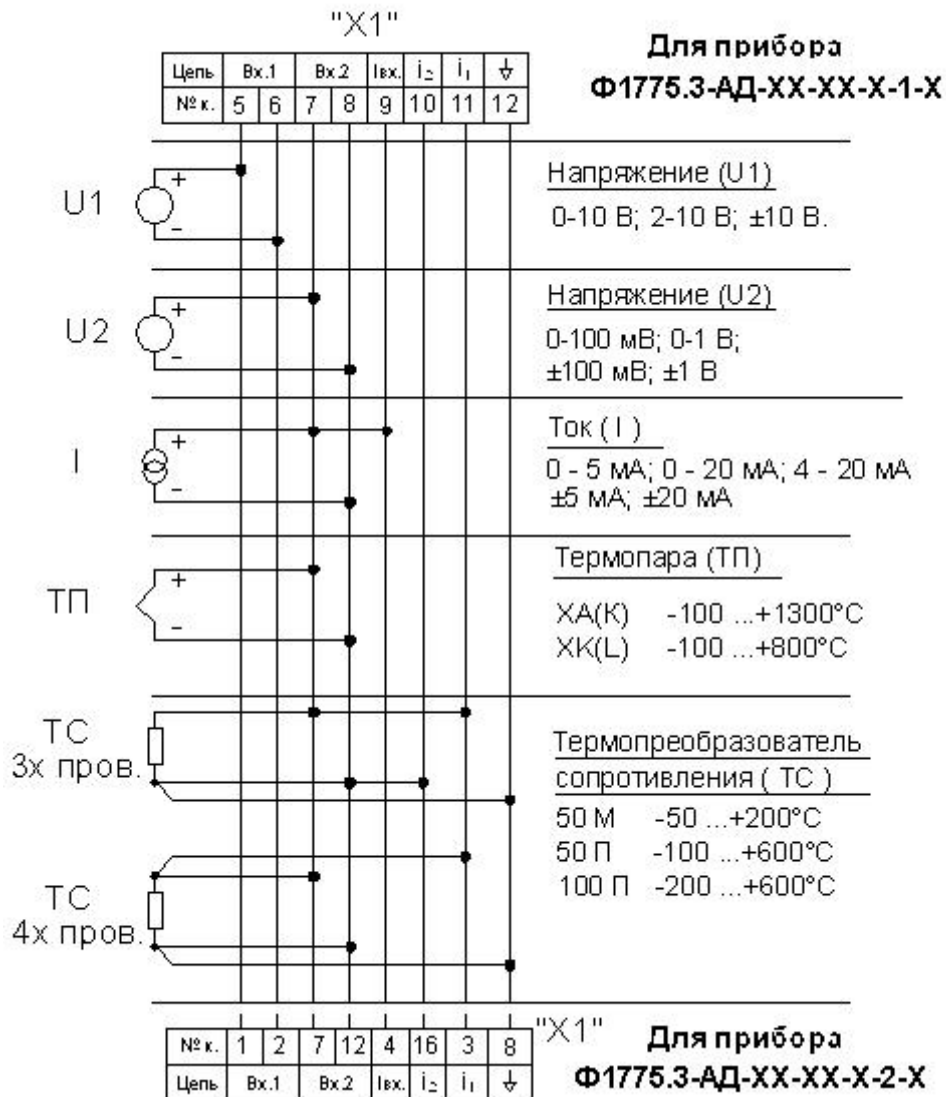 "X1"
Для прибора
Ф1775.3-АД-ХХ-ХХ-Х-1-Х
Цепь Вх.1 Вх.2 Iвх. i₂ i₁
№ к. 5 6 7 8 9 10 11 12
U1 + -
Напряжение (U1)
0-10 В; 2-10 В; ±10 В.
U2 + -
Напряжение (U2)
0-100 мВ; 0-1 В;
±100 мВ; ±1 В
I + -
Ток ( I )
0 - 5 мА; 0 - 20 мА; 4 - 20 мА
±5 мА; ±20 мА
ТП + -
Термопара (ТП)
ХА(К) -100 ...+1300°С
ХК(L) -100 ...+800°С
ТС
3х пров.
Термопреобразователь
сопротивления ( ТС )
50 М -50 ...+200°С
50 П -100 ...+600°С
100 П -200 ...+600°С
ТС
4х пров.
"X1"
Для прибора
Ф1775.3-АД-ХХ-ХХ-Х-2-Х
№ к. 1 2 7 12 4 16 3 8
Цепь Вх.1 Вх.2 Iвх. i₂ i₁